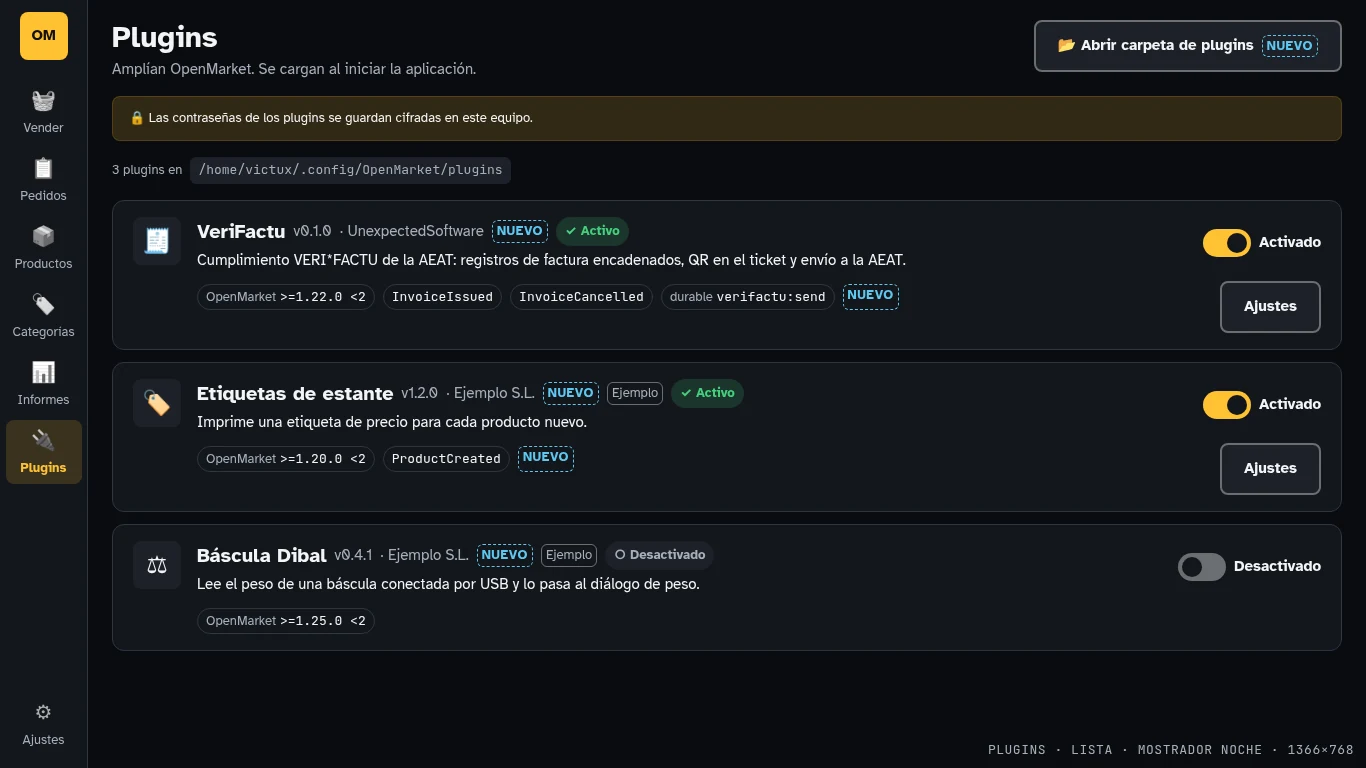 OM
Vender
Pedidos
Productos
Categorias
Informes
Plugins
Ajustes
Plugins
Amplían OpenMarket. Se cargan al iniciar la aplicación.
Abrir carpeta de plugins NUEVO
Las contraseñas de los plugins se guardan cifradas en este equipo.
3 plugins en /home/victux/.config/OpenMarket/plugins
VeriFactu v0.1.0 · UnexpectedSoftware NUEVO ✓ Activo
Activado
Cumplimiento VERI*FACTU de la AEAT: registros de factura encadenados, QR en el ticket y envío a la AEAT.
OpenMarket >=1.22.0 <2 InvoiceIssued InvoiceCancelled durable verifactu:send NUEVO
Ajustes
Etiquetas de estante v1.2.0 · Ejemplo S.L. NUEVO Ejemplo ✓ Activo
Activado
Imprime una etiqueta de precio para cada producto nuevo.
OpenMarket >=1.20.0 <2 ProductCreated NUEVO
Ajustes
Báscula Dibal v0.4.1 · Ejemplo S.L. NUEVO Ejemplo ○ Desactivado
Desactivado
Lee el peso de una báscula conectada por USB y lo pasa al diálogo de peso.
OpenMarket >=1.25.0 <2
PLUGINS · LISTA · MOSTRADOR NOCHE · 1366×768